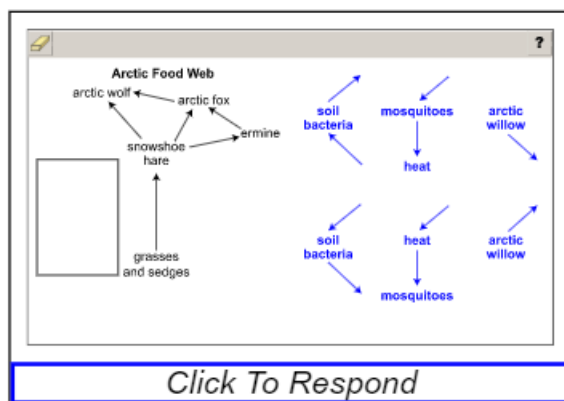 ?
Arctic Food Web
arctic wolf
arctic fox
ermine
snowshoe
hare
grasses
and sedges
soil
bacteria
mosquitoes
heat
arctic
willow
soil
bacteria
heat
mosquitoes
arctic
willow
Click To Respond